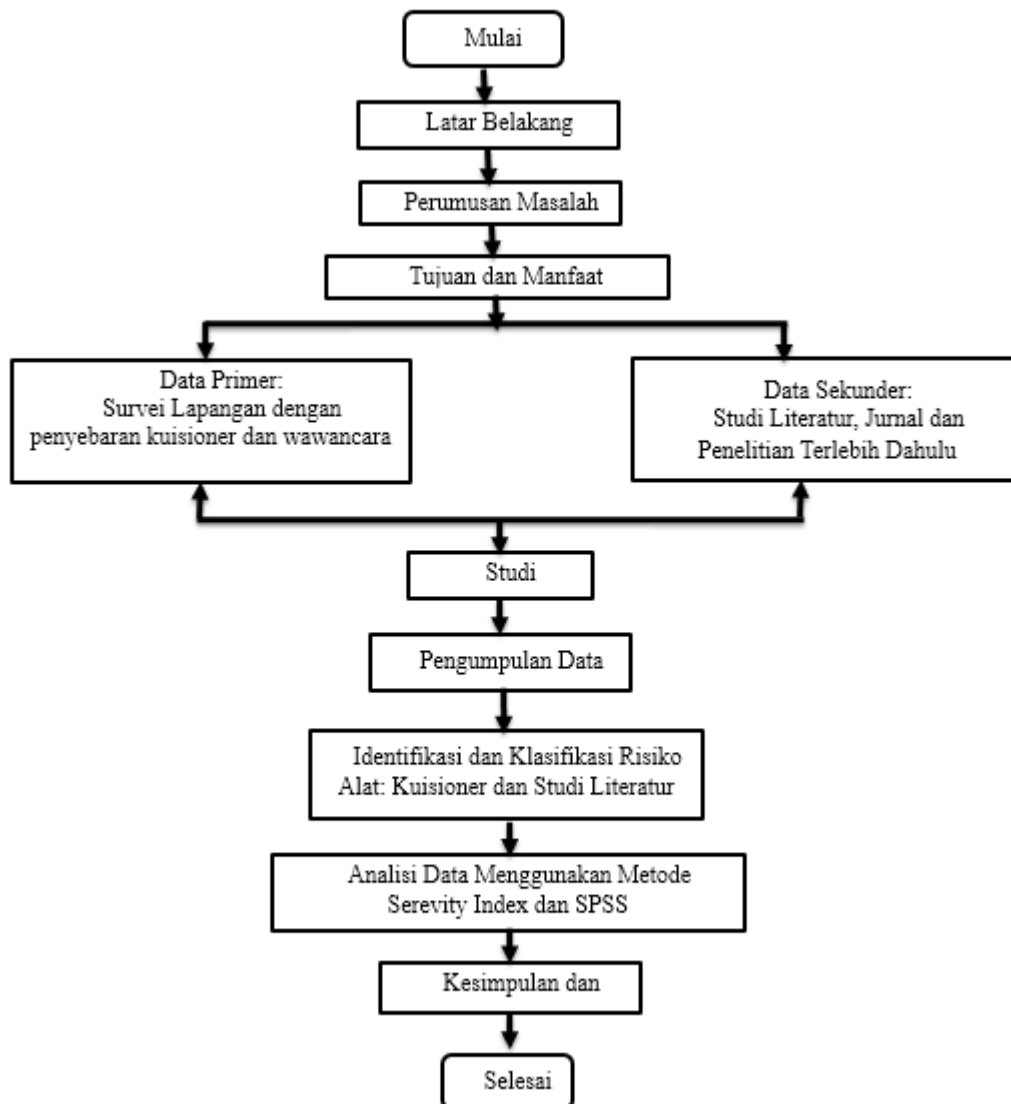 Mulai
Latar Belakang
Perumusan Masalah
Tujuan dan Manfaat
Data Primer:
Survei Lapangan dengan
penyebaran kuisioner dan wawancara
Data Sekunder:
Studi Literatur, Jurnal dan
Penelitian Terlebih Dahulu
Studi
Pengumpulan Data
Identifikasi dan Klasifikasi Risiko
Alat: Kuisioner dan Studi Literatur
Analisi Data Menggunakan Metode
Serevity Index dan SPSS
Kesimpulan dan
Selesai